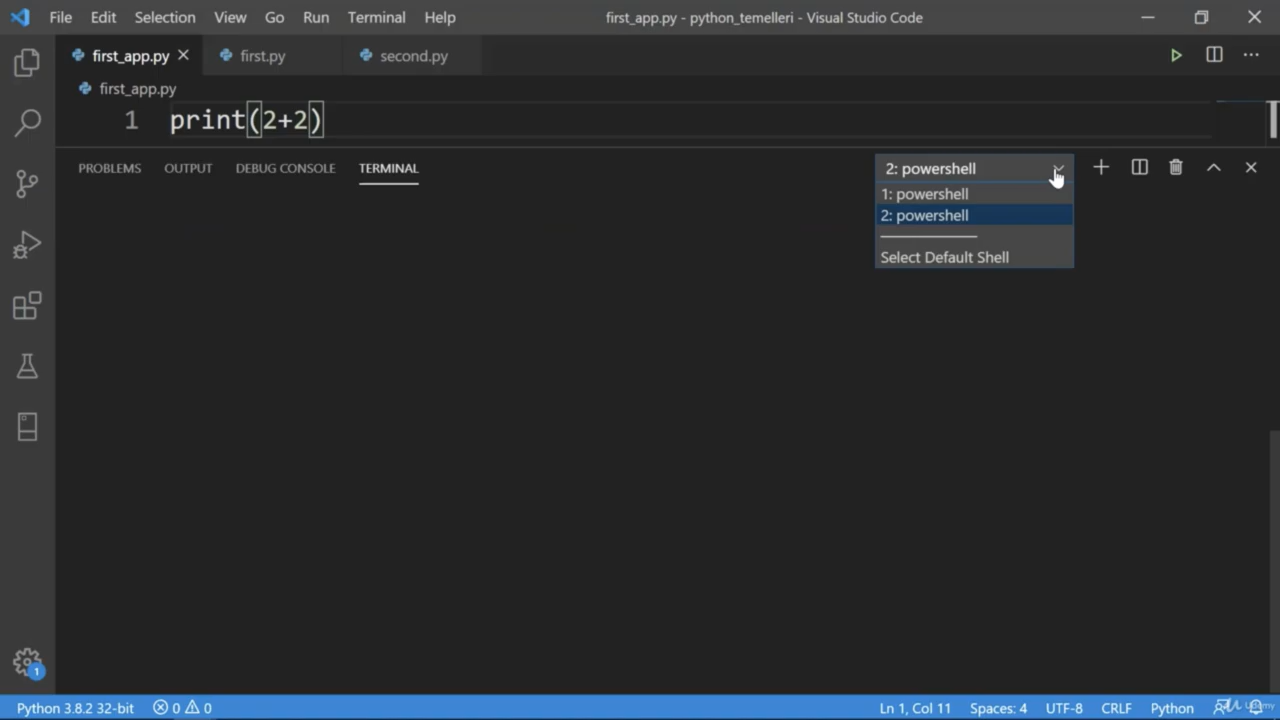 File Edit Selection View Go Run Terminal Help first_app.py - python_temelleri - Visual Studio Code
first_app.py first.py second.py
first_app.py
1 print(2+2)
PROBLEMS OUTPUT DEBUG CONSOLE TERMINAL 2: powershell
1: powershell
2: powershell
Select Default Shell
1
Python 3.8.2 32-bit 0 0 Ln 1, Col 11 Spaces: 4 UTF-8 CRLF Python Udemy